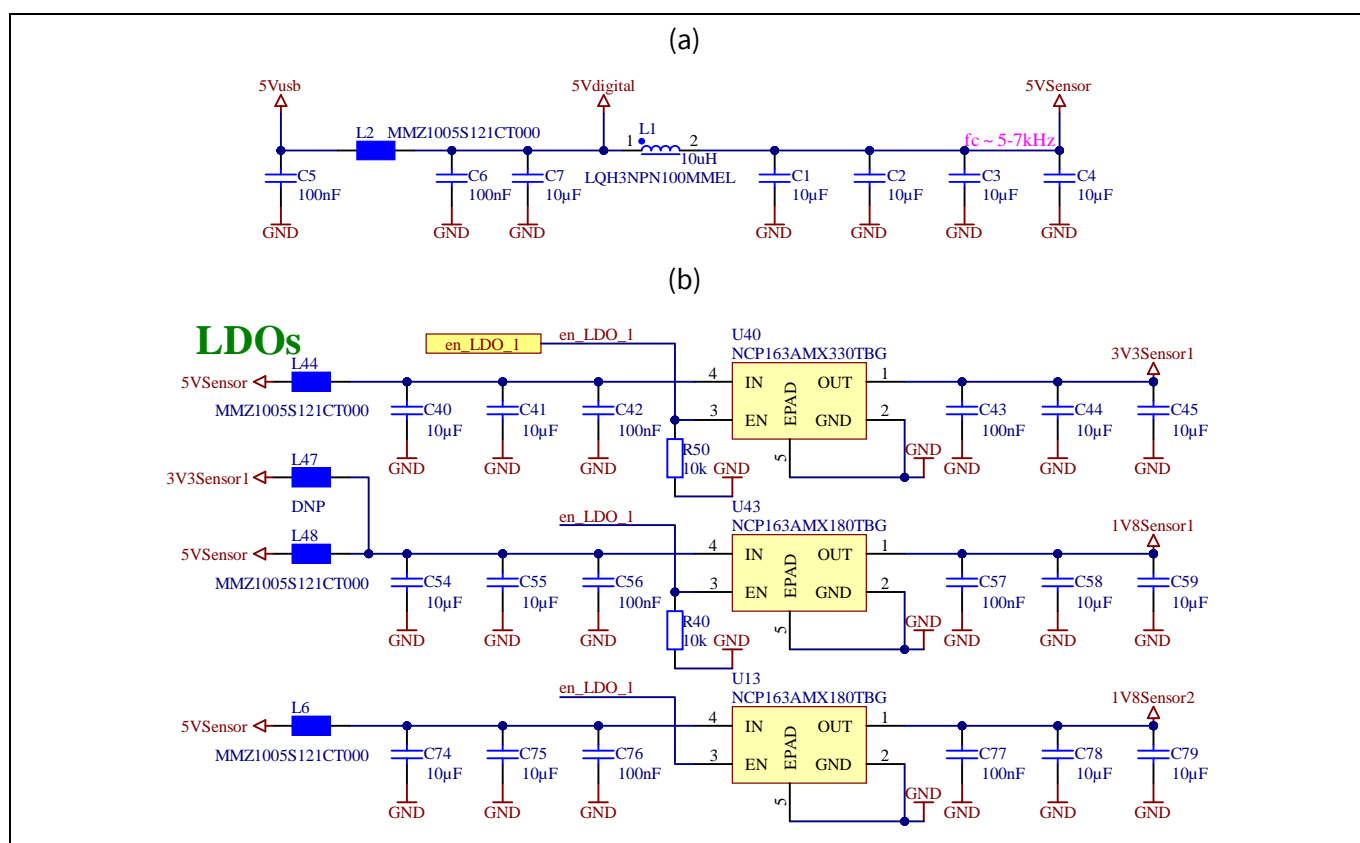 (a)
5Vusb
5Vdigital
5VSensor
L2 MMZ1005S121CT000
L1
1 2
10uH
LQH3NPN100MMEL
fc ~ 5-7kHz
C5
100nF
C6
100nF
C7
10µF
C1
10µF
C2
10µF
C3
10µF
C4
10µF
GND GND GND GND GND GND GND
(b)
LDOs
en_LDO_1
en_LDO_1
U40
NCP163AMX330TBG
5VSensor
L44
MMZ1005S121CT000
C40
10µF
C41
10µF
C42
100nF
4 IN OUT 1
3 EN GND 2
EPAD
5
R50
10k
GND
GND
3V3Sensor1
C43
100nF
C44
10µF
C45
10µF
GND GND GND GND GND GND
3V3Sensor1
L47
DNP
en_LDO_1
U43
NCP163AMX180TBG
5VSensor
L48
MMZ1005S121CT000
C54
10µF
C55
10µF
C56
100nF
4 IN OUT 1
3 EN GND 2
EPAD
5
R40
10k
GND
GND
1V8Sensor1
C57
100nF
C58
10µF
C59
10µF
GND GND GND GND GND GND
en_LDO_1
U13
NCP163AMX180TBG
5VSensor
L6
MMZ1005S121CT000
C74
10µF
C75
10µF
C76
100nF
4 IN OUT 1
3 EN GND 2
EPAD
5
GND
1V8Sensor2
C77
100nF
C78
10µF
C79
10µF
GND GND GND GND GND GND